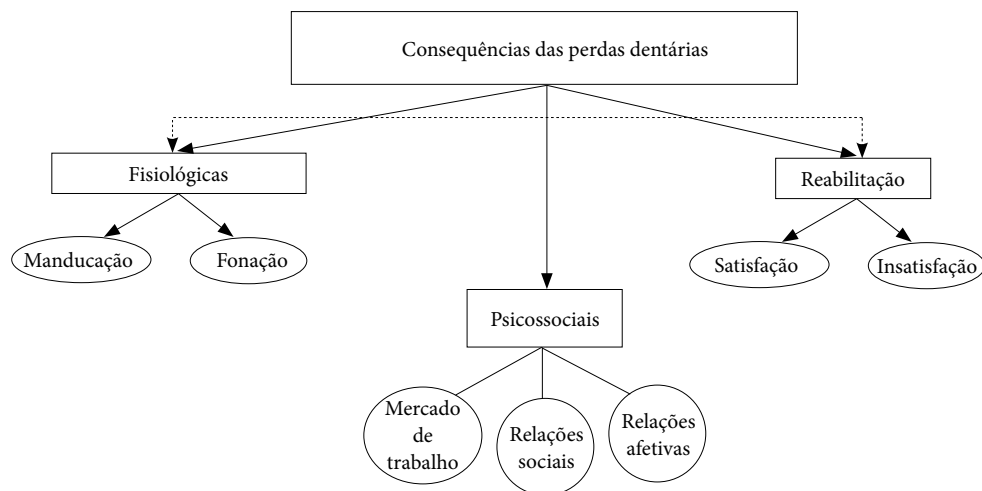 Consequências das perdas dentárias
Fisiológicas
Reabilitação
Manducação
Fonação
Satisfação
Insatisfação
Psicossociais
Mercado
de
trabalho
Relações
sociais
Relações
afetivas